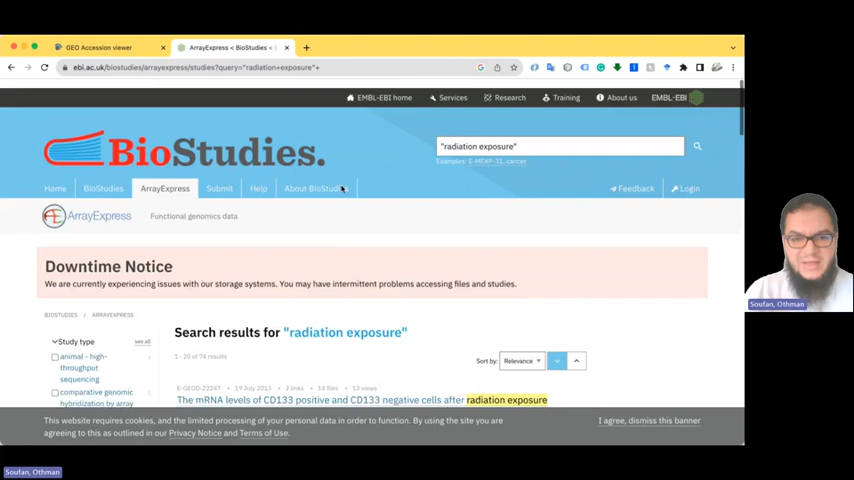 GEO Accession viewer
ArrayExpress < BioStudies <
ebi.ac.uk/biostudies/arrayexpress/studies?query="radiation+exposure"+
EMBL-EBI home Services Research Training About us EMBL-EBI
BioStudies.
"radiation exposure"
Examples: E-MEXP-31, cancer
Home BioStudies ArrayExpress Submit Help About BioStudies Feedback Login
ArrayExpress Functional genomics data
Downtime Notice
We are currently experiencing issues with our storage systems. You may have intermittent problems accessing files and studies.
BIOSTUDIES / ARRAYEXPRESS
Study type see all
animal - high-
throughput
sequencing
comparative genomic
hybridization by array
Search results for "radiation exposure"
1 - 20 of 74 results
Sort by: Relevance
E-GEOD-22247 • 19 July 2013 • 2 links • 14 files • 13 views
The mRNA levels of CD133 positive and CD133 negative cells after radiation exposure
This website requires cookies, and the limited processing of your personal data in order to function. By using the site you are
agreeing to this as outlined in our Privacy Notice and Terms of Use.
I agree, dismiss this banner
Soufan, Othman
Soufan, Othman